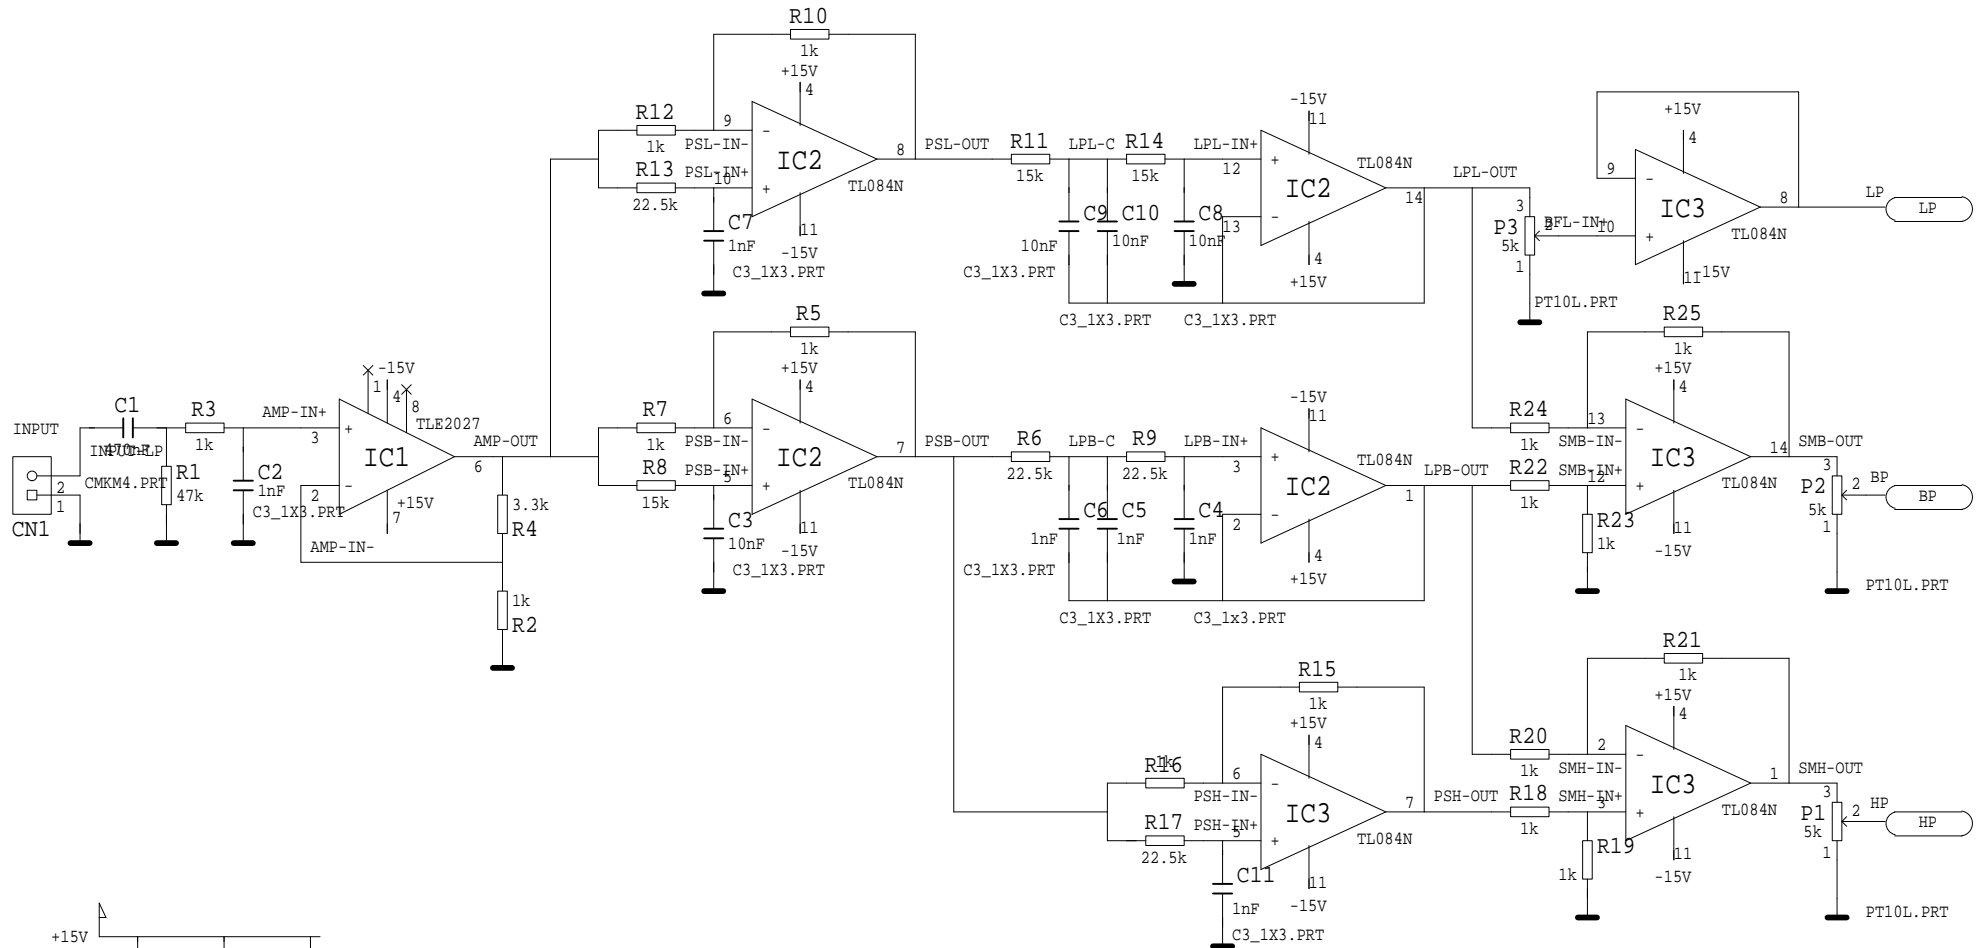 R10
1k
+15V
4
R12
9
1k
PSL-IN-
R13
PSL-IN+
10
22.5k
IC2
8
TL084N
11
-15V
C7
1nF
C3_1X3.PRT
PSL-OUT
R11
15k
LPL-C
R14
15k
LPL-IN+
12
-15V
11
IC2
TL084N
14
13
4
+15V
C9
10nF
C10
10nF
C8
10nF
C3_1X3.PRT
C3_1X3.PRT
C3_1X3.PRT
LPL-OUT
3
P3
5k
2
1
BFL-IN+
10
PT10L.PRT
9
+15V
4
IC3
8
TL084N
11
-15V
LP
LP
INPUT
C1
470nF
INPUT-LP
CMKM4.PRT
2
1
CN1
R1
47k
R3
1k
C2
1nF
C3_1X3.PRT
AMP-IN+
3
2
1
-15V
4
8
TLE2027
IC1
+15V
7
AMP-IN-
AMP-OUT
6
3.3k
R4
1k
R2
R5
1k
+15V
4
R7
6
1k
PSB-IN-
R8
PSB-IN+
5
15k
IC2
7
TL084N
11
-15V
C3
10nF
C3_1X3.PRT
PSB-OUT
R6
22.5k
LPB-C
R9
22.5k
LPB-IN+
3
-15V
11
IC2
TL084N
1
2
4
+15V
C6
1nF
C5
1nF
C4
1nF
C3_1X3.PRT
C3_1X3.PRT
C3_1x3.PRT
LPB-OUT
R25
1k
+15V
4
R24
13
1k
SMB-IN-
R22
SMB-IN+
12
1k
R23
1k
IC3
14
TL084N
11
-15V
SMB-OUT
3
P2
5k
2
1
BP
BP
PT10L.PRT
R15
1k
+15V
4
R16
1k
6
PSH-IN-
R17
PSH-IN+
5
22.5k
IC3
7
TL084N
11
-15V
C11
1nF
C3_1X3.PRT
PSH-OUT
R21
1k
+15V
4
R20
2
1k
SMH-IN-
R18
SMH-IN+
3
1k
R19
1k
IC3
1
TL084N
11
-15V
SMH-OUT
3
P1
5k
2
1
HP
HP
PT10L.PRT
+15V